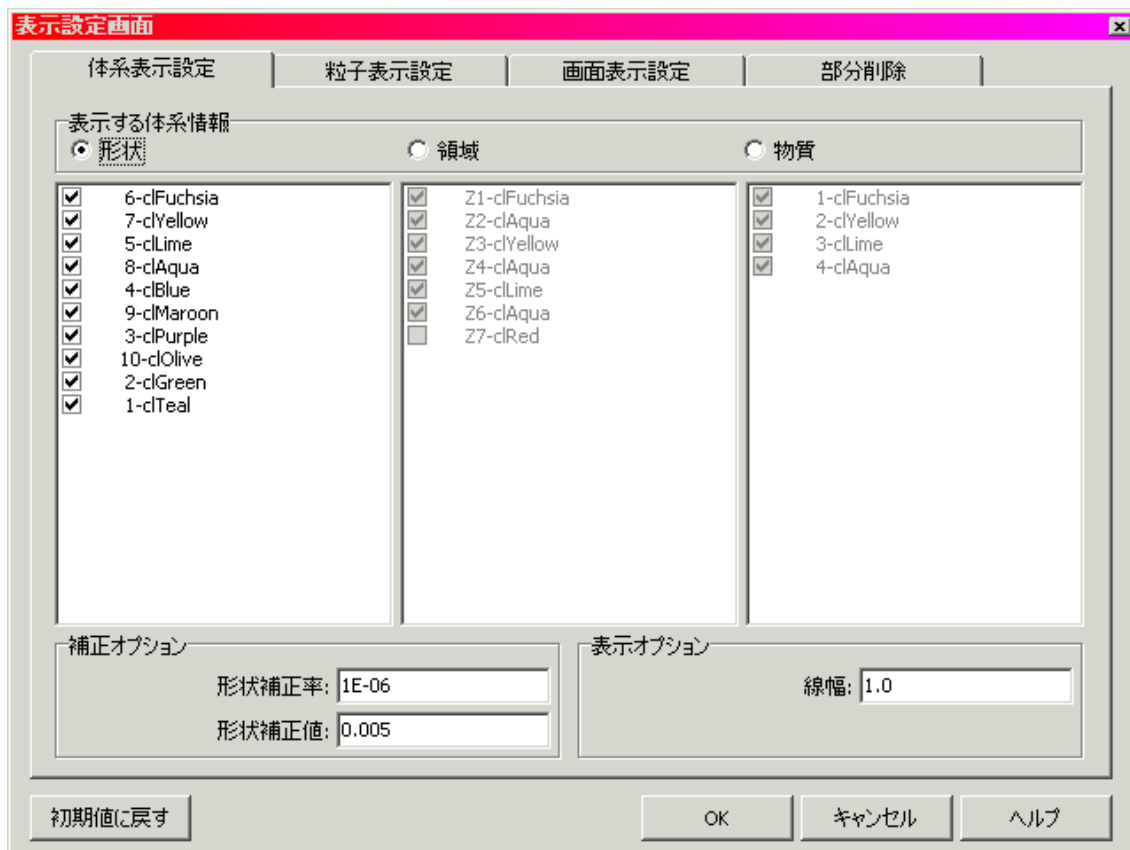 表示設定画面
体系表示設定 粒子表示設定 画面表示設定 部分削除
表示する体系情報
形状 領域 物質
6-clFuchsia Z1-clFuchsia 1-clFuchsia
7-clYellow Z2-clAqua 2-clYellow
5-clLime Z3-clYellow 3-clLime
8-clAqua Z4-clAqua 4-clAqua
4-clBlue Z5-clLime
9-clMaroon Z6-clAqua
3-clPurple Z7-clRed
10-clOlive
2-clGreen
1-clTeal
補正オプション 表示オプション
形状補正率: 1E-06 線幅: 1.0
形状補正値: 0.005
初期値に戻す OK キャンセル ヘルプ